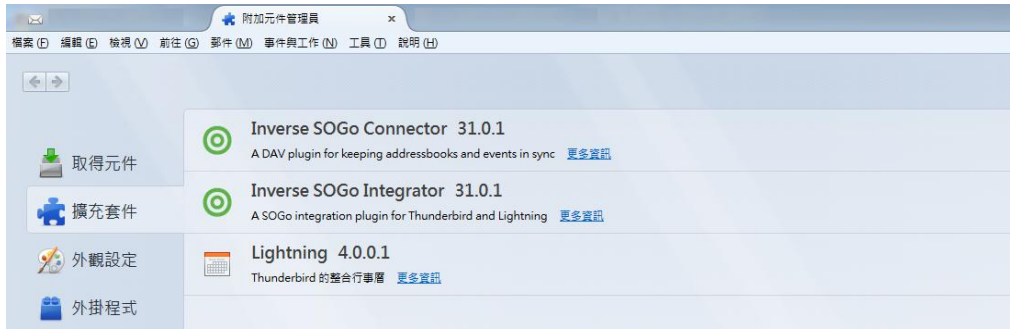 附加元件管理員 ×
檔案(F) 編輯(E) 檢視(V) 前往(G) 郵件(M) 事件與工作(N) 工具(T) 說明(H)
Inverse SOGo Connector 31.0.1
A DAV plugin for keeping addressbooks and events in sync 更多資訊
取得元件
Inverse SOGo Integrator 31.0.1
A SOGo integration plugin for Thunderbird and Lightning 更多資訊
擴充套件
Lightning 4.0.0.1
Thunderbird 的整合行事曆 更多資訊
外觀設定
外掛程式